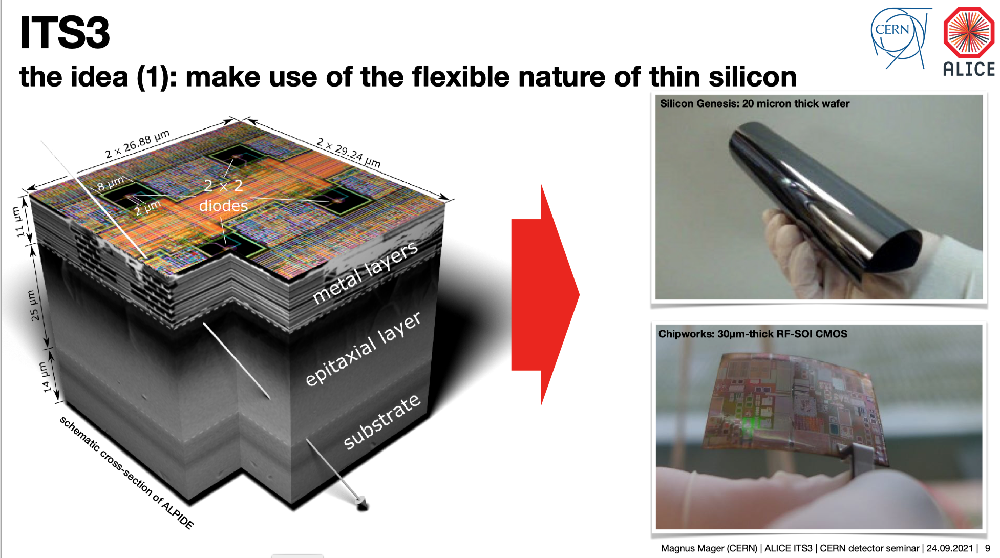 ITS3
the idea (1): make use of the flexible nature of thin silicon
CERN
ALICE
2 × 26.88 µm
2 × 29.24 µm
8 µm
2 µm
2 × 2
diodes
11 µm
25 µm
14 µm
metal layers
epitaxial layer
substrate
schematic cross-section of ALPIDE
Silicon Genesis: 20 micron thick wafer
Chipworks: 30µm-thick RF-SOI CMOS
Magnus Mager (CERN) | ALICE ITS3 | CERN detector seminar | 24.09.2021 | 9